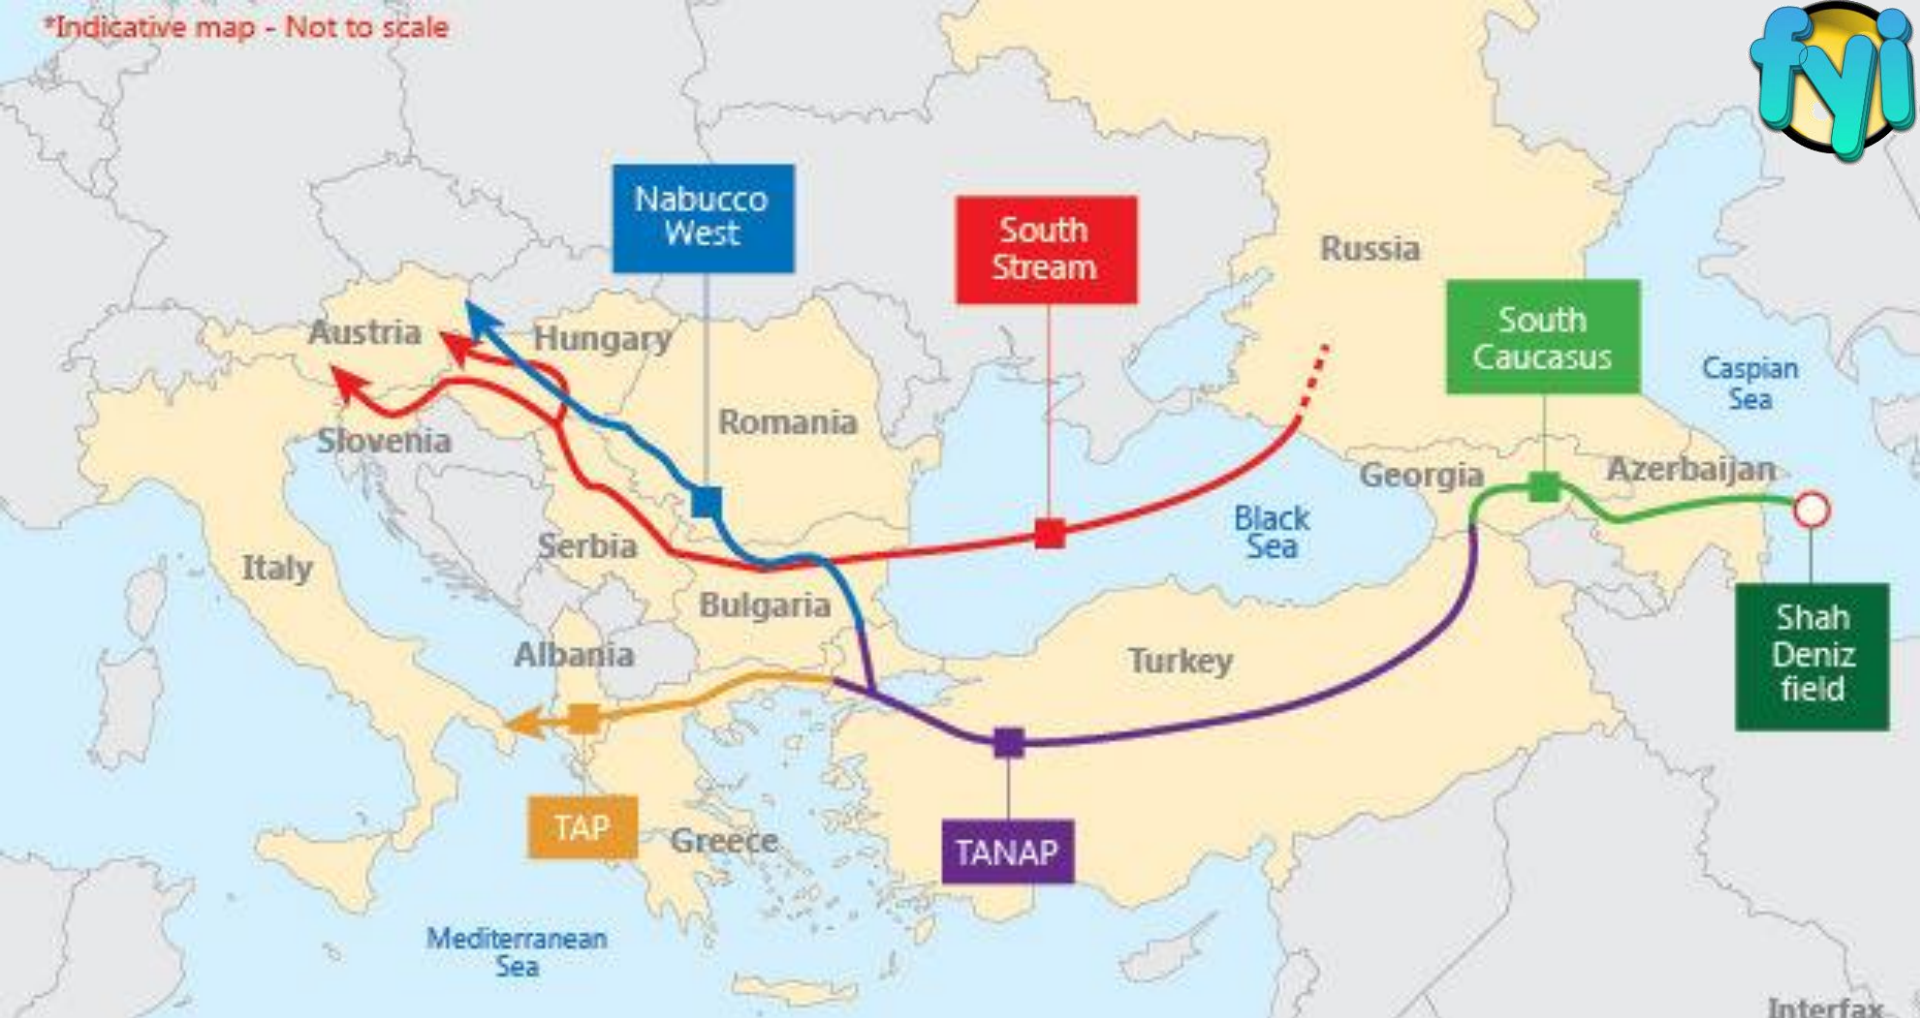 *Indicative map - Not to scale
fyi
Nabucco
West
South
Stream
Russia
South
Caucasus
Caspian
Sea
Austria
Hungary
Romania
Slovenia
Georgia
Azerbaijan
Black
Sea
Serbia
Italy
Bulgaria
Albania
Turkey
Shah
Deniz
field
TAP
Greece
TANAP
Mediterranean
Sea
Interfax